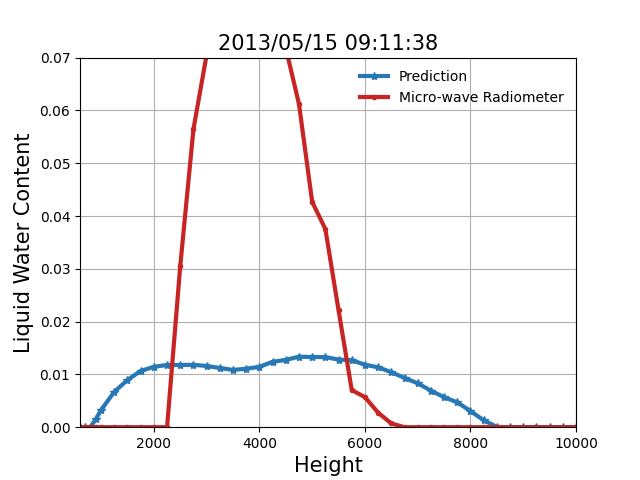 2013/05/15 09:11:38
Prediction
Micro-wave Radiometer
Liquid Water Content
0.07
0.06
0.05
0.04
0.03
0.02
0.01
0.00
2000 4000 6000 8000 10000
Height